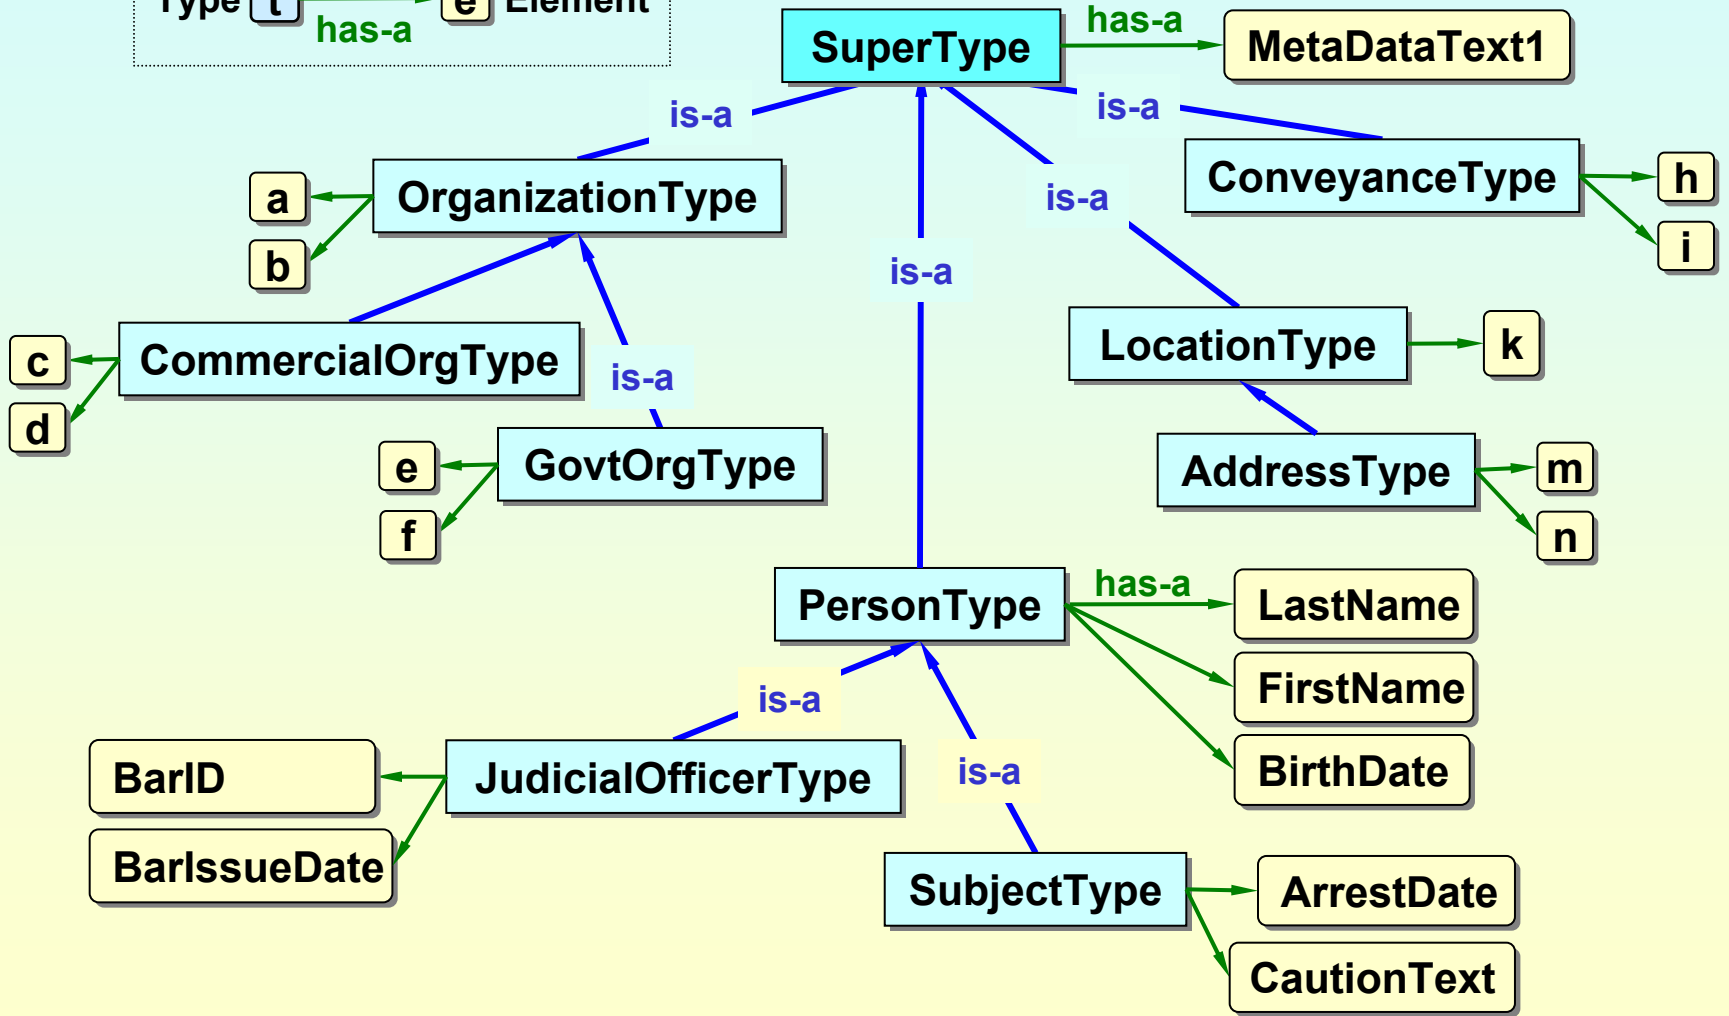 Type t e Element
has-a
SuperType
has-a
MetaDataText1
is-a
is-a
OrganizationType
a
b
is-a
ConveyanceType
h
i
is-a
CommercialOrgType
c
d
is-a
LocationType
k
GovtOrgType
e
f
AddressType
m
n
PersonType
has-a
LastName
FirstName
BirthDate
is-a
is-a
JudicialOfficerType
BarID
BarIssueDate
SubjectType
ArrestDate
CautionText